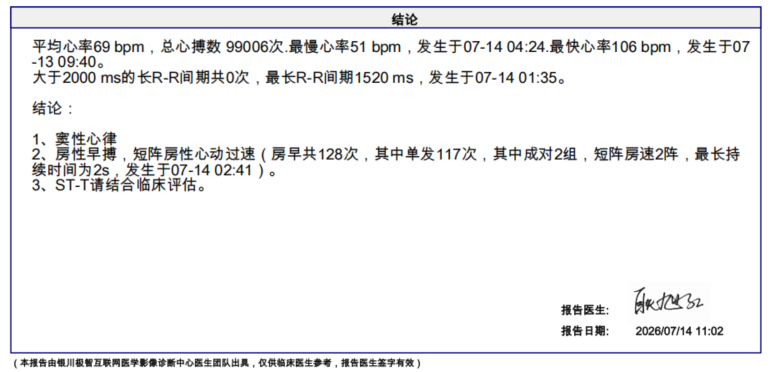 结论
平均心率69 bpm，总心搏数 99006次.最慢心率51 bpm，发生于07-14 04:24.最快心率106 bpm，发生于07
-13 09:40。
大于2000 ms的长R-R间期共0次，最长R-R间期1520 ms，发生于07-14 01:35。
结论：
1、窦性心律
2、房性早搏，短阵房性心动过速（房早共128次，其中单发117次，其中成对2组，短阵房速2阵，最长持
续时间为2s，发生于07-14 02:41）。
3、ST-T请结合临床评估。
报告医生:
报告日期: 2026/07/14 11:02
（本报告由银川极智互联网医学影像诊断中心医生团队出具，仅供临床医生参考，报告医生签字有效）